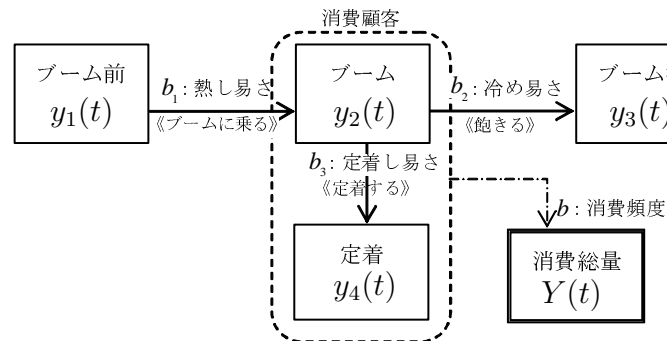 消費顧客
ブーム前
y₁(t)
b₁: 熱し易さ
《ブームに乗る》
ブーム
y₂(t)
b₂: 冷め易さ
《飽きる》
ブーム
y₃(t)
b₃: 定着し易さ
《定着する》
定着
y₄(t)
b: 消費頻度
消費総量
Y(t)